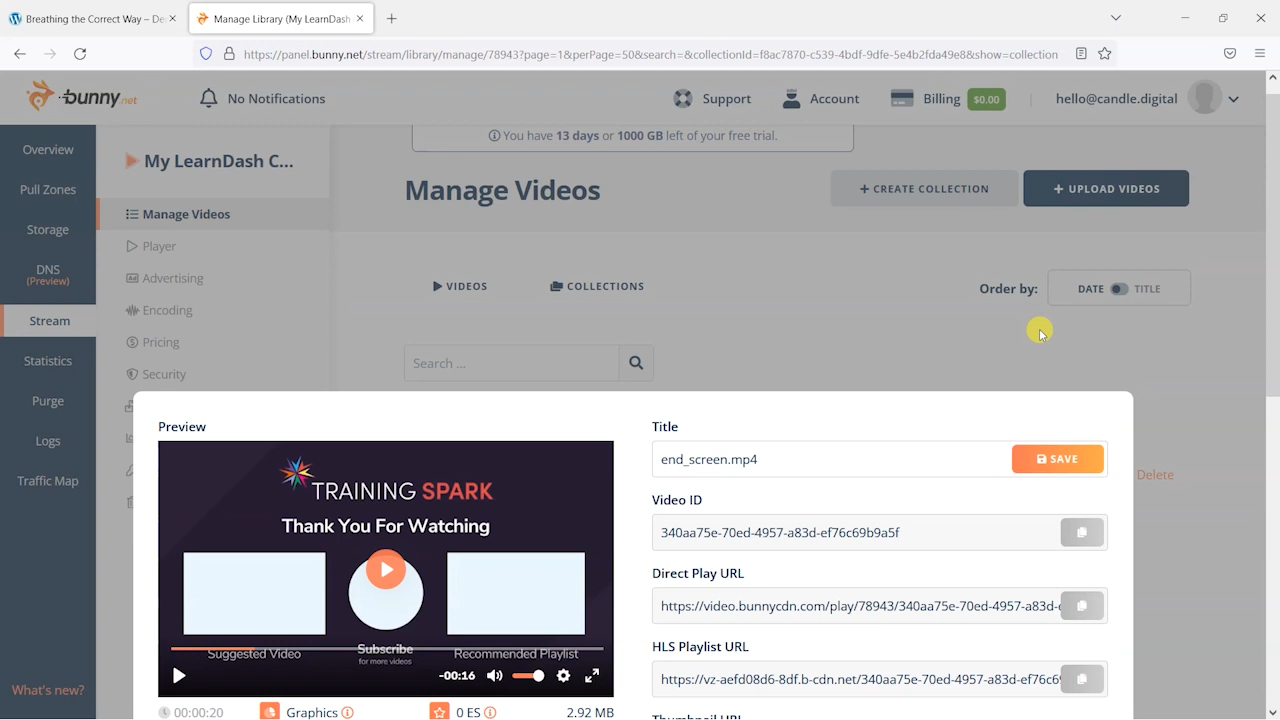 Breathing the Correct Way – De
Manage Library (My LearnDash
https://panel.bunny.net/stream/library/manage/78943?page=1&perPage=50&search=&collectionId=f8ac7870-c539-4bdf-9dfe-5e4b2fda49e8&show=collection
bunny.net
No Notifications
Support
Account
Billing
$0.00
hello@candle.digital
You have 13 days or 1000 GB left of your free trial.
Overview
Pull Zones
Storage
DNS
(Preview)
Stream
Statistics
Purge
Logs
Traffic Map
What's new?
My LearnDash C...
Manage Videos
Player
Advertising
Encoding
Pricing
Security
Manage Videos
+ CREATE COLLECTION
+ UPLOAD VIDEOS
VIDEOS
COLLECTIONS
Order by:
DATE
TITLE
Search ...
Delete
Preview
TRAINING SPARK
Thank You For Watching
Suggested Video
Subscribe
for more videos
Recommended Playlist
-00:16
00:00:20
Graphics
0 ES
2.92 MB
Title
end_screen.mp4
SAVE
Video ID
340aa75e-70ed-4957-a83d-ef76c69b9a5f
Direct Play URL
https://video.bunnycdn.com/play/78943/340aa75e-70ed-4957-a83d-e
HLS Playlist URL
https://vz-aefd08d6-8df.b-cdn.net/340aa75e-70ed-4957-a83d-ef76c6
Thumbnail URL